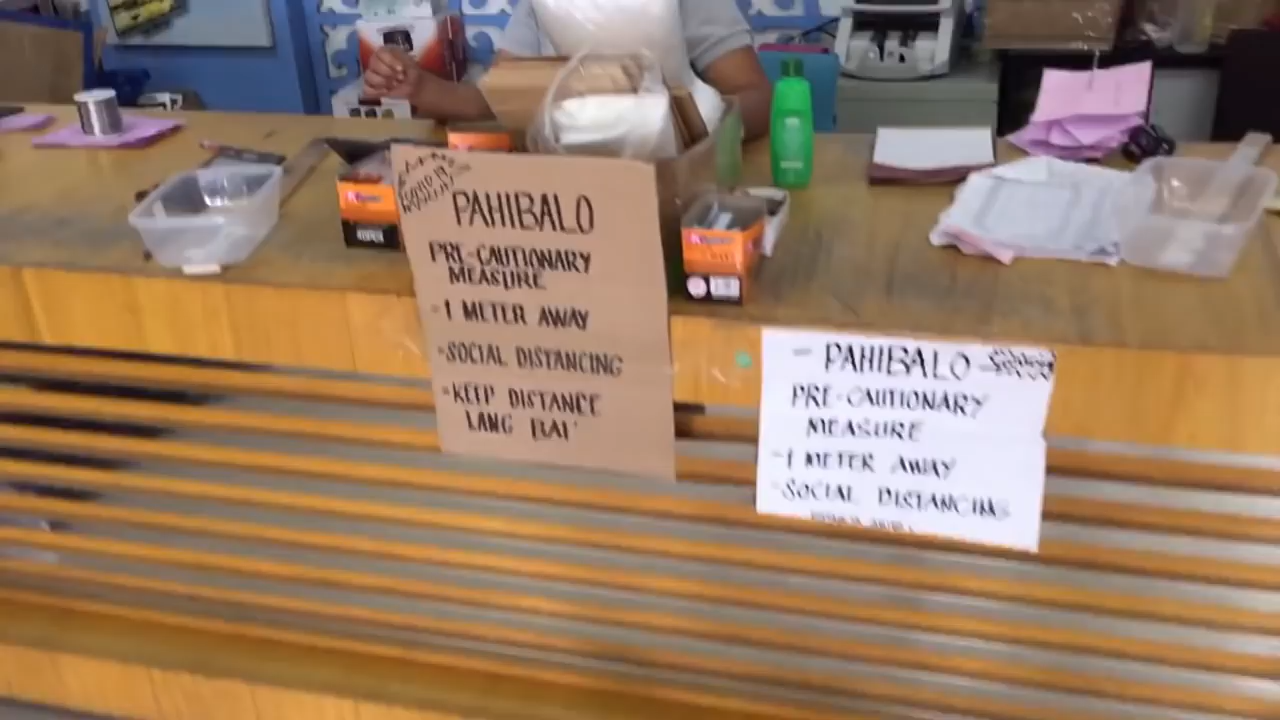 PAHIBALO
PRE-CAUTIONARY
MEASURE
-1 METER AWAY
-SOCIAL DISTANCING
-KEEP DISTANCE
LANG BAI'
- PAHIBALO -
PRE-CAUTIONARY
MEASURE
-1 METER AWAY
-SOCIAL DISTANCING